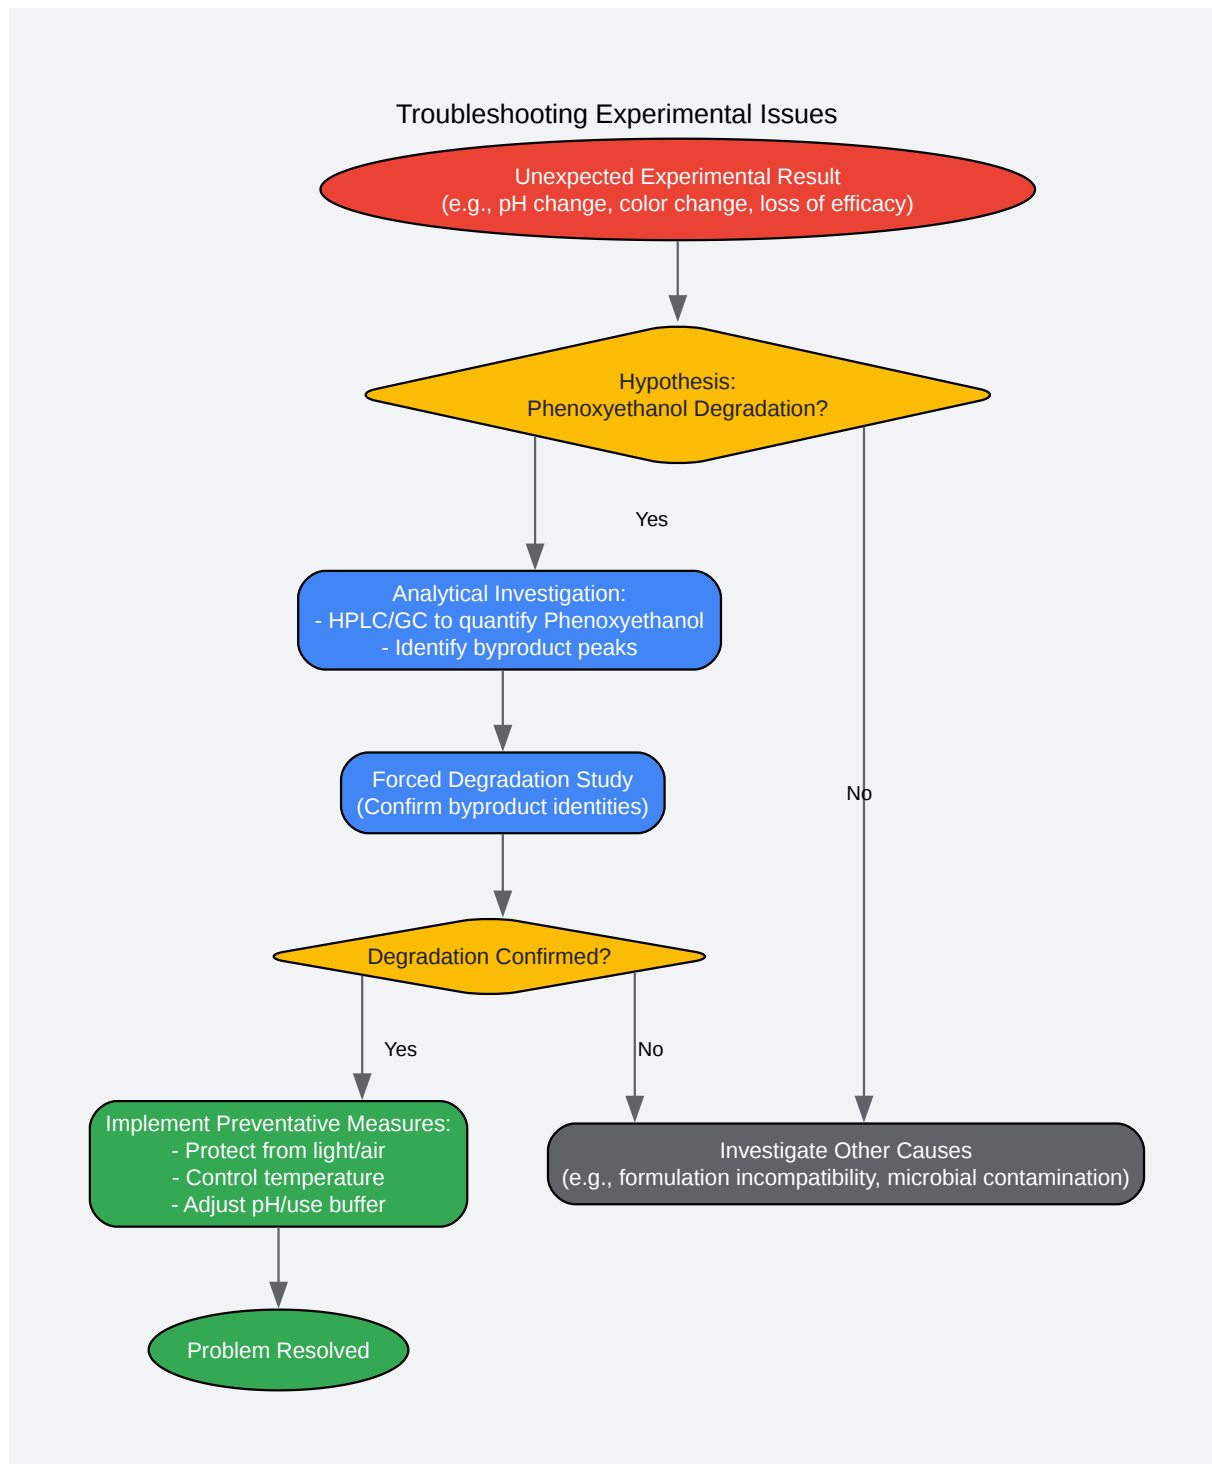 Troubleshooting Experimental Issues
Unexpected Experimental Result
(e.g., pH change, color change, loss of efficacy)
Hypothesis:
Phenoxyethanol Degradation?
Yes
Analytical Investigation:
- HPLC/GC to quantify Phenoxyethanol
- Identify byproduct peaks
Forced Degradation Study
(Confirm byproduct identities)
No
Degradation Confirmed?
Yes
No
Implement Preventative Measures:
- Protect from light/air
- Control temperature
- Adjust pH/use buffer
Investigate Other Causes
(e.g., formulation incompatibility, microbial contamination)
Problem Resolved